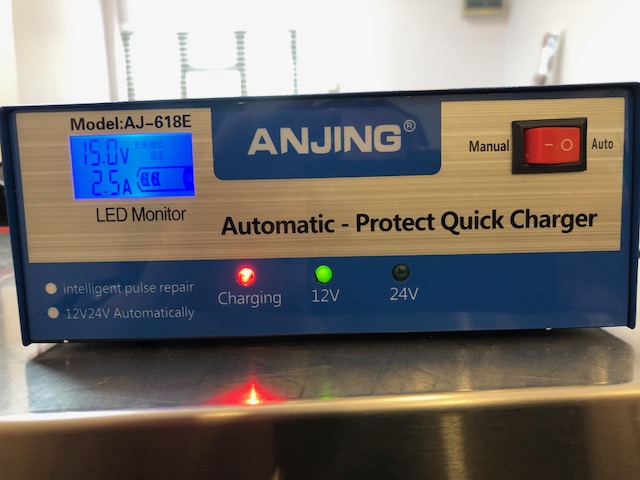 Model:AJ-618E
ANJING®
15.0V
2.5A
LED Monitor
Manual
Auto
Automatic - Protect Quick Charger
intelligent pulse repair
12V24V Automatically
Charging
12V
24V